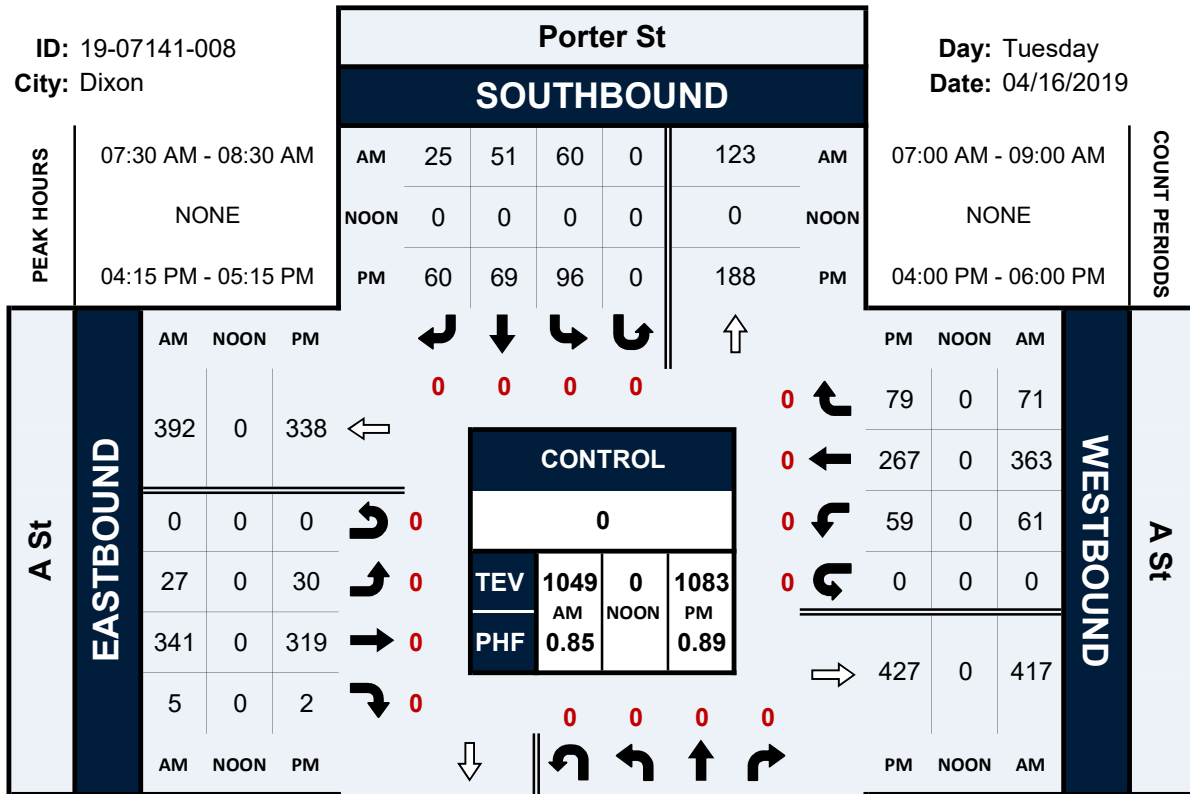 ID: 19-07141-008
City: Dixon
Porter St
SOUTHBOUND
Day: Tuesday
Date: 04/16/2019
PEAK HOURS
07:30 AM - 08:30 AM
NONE
04:15 PM - 05:15 PM
AM 25 51 60 0 123 AM
NOON 0 0 0 0 0 NOON
PM 60 69 96 0 188 PM
07:00 AM - 09:00 AM
NONE
04:00 PM - 06:00 PM
COUNT PERIODS
0 0 0 0
A St
EASTBOUND
AM NOON PM
392 0 338
0 0 0 0
27 0 30 0
341 0 319 0
5 0 2 0
AM NOON PM
CONTROL
0
TEV 1049 0 1083
AM NOON PM
PHF 0.85 0.89
PM NOON AM
0 79 0 71
0 267 0 363
0 59 0 61
0 0 0 0
427 0 417
PM NOON AM
WESTBOUND
A St
0 0 0 0